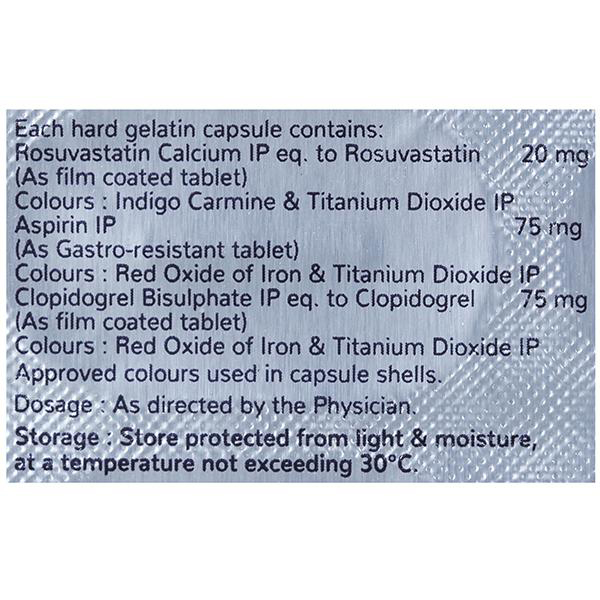 Each hard gelatin capsule contains:
Rosuvastatin Calcium IP eq. to Rosuvastatin 20 mg
(As film coated tablet)
Colours : Indigo Carmine & Titanium Dioxide IP
Aspirin IP 75 mg
(As Gastro-resistant tablet)
Colours : Red Oxide of Iron & Titanium Dioxide IP
Clopidogrel Bisulphate IP eq. to Clopidogrel 75 mg
(As film coated tablet)
Colours : Red Oxide of Iron & Titanium Dioxide IP
Approved colours used in capsule shells.
Dosage : As directed by the Physician.
Storage : Store protected from light & moisture,
at a temperature not exceeding 30°C.